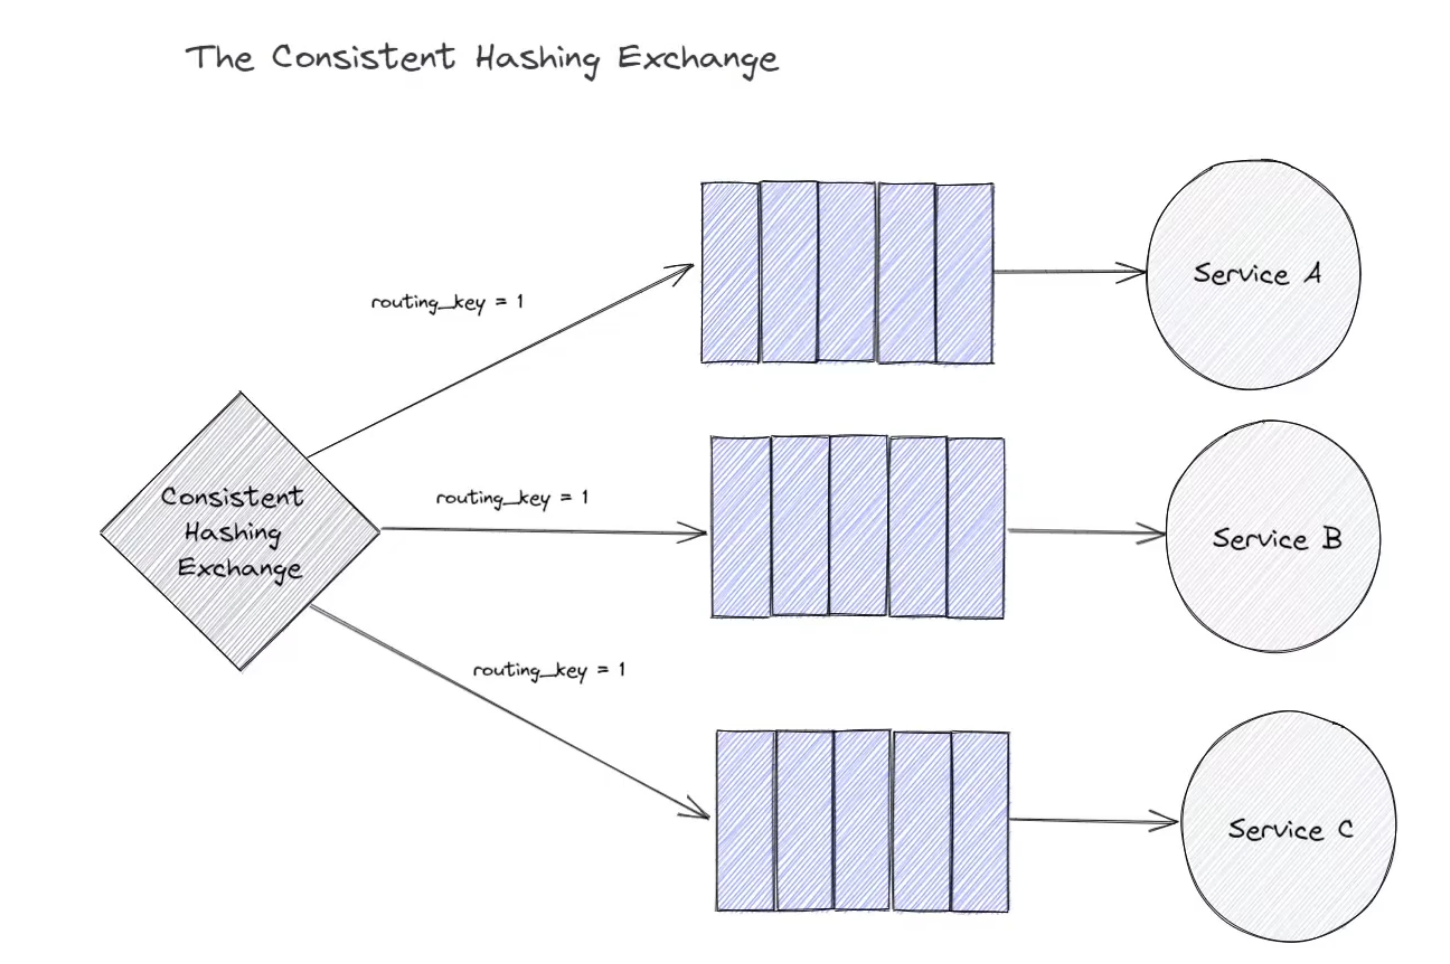 The Consistent Hashing Exchange
routing_key = 1
Service A
Consistent
Hashing
Exchange
routing_key = 1
Service B
routing_key = 1
Service C